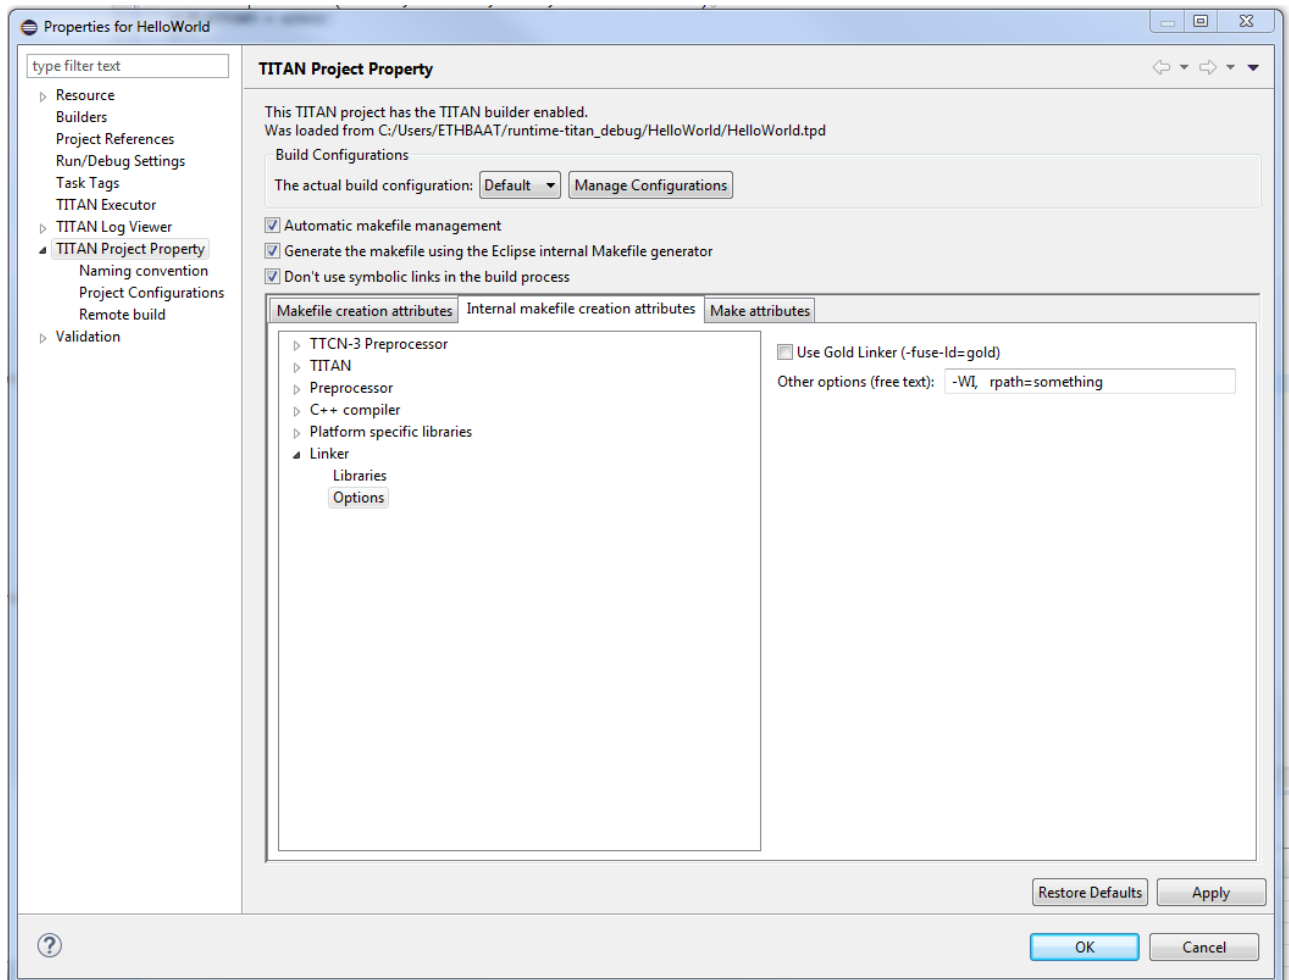 Properties for HelloWorld
type filter text
Resource
Builders
Project References
Run/Debug Settings
Task Tags
TITAN Executor
TITAN Log Viewer
TITAN Project Property
Naming convention
Project Configurations
Remote build
Validation
TITAN Project Property
This TITAN project has the TITAN builder enabled.
Was loaded from C:/Users/ETHBAAT/runtime-titan_debug/HelloWorld/HelloWorld.tpd
Build Configurations
The actual build configuration: Default Manage Configurations
Automatic makefile management
Generate the makefile using the Eclipse internal Makefile generator
Don't use symbolic links in the build process
Makefile creation attributes Internal makefile creation attributes Make attributes
TTCN-3 Preprocessor
TITAN
Preprocessor
C++ compiler
Platform specific libraries
Linker
Libraries
Options
Use Gold Linker (-fuse-ld=gold)
Other options (free text): -Wl, rpath=something
Restore Defaults Apply
OK Cancel